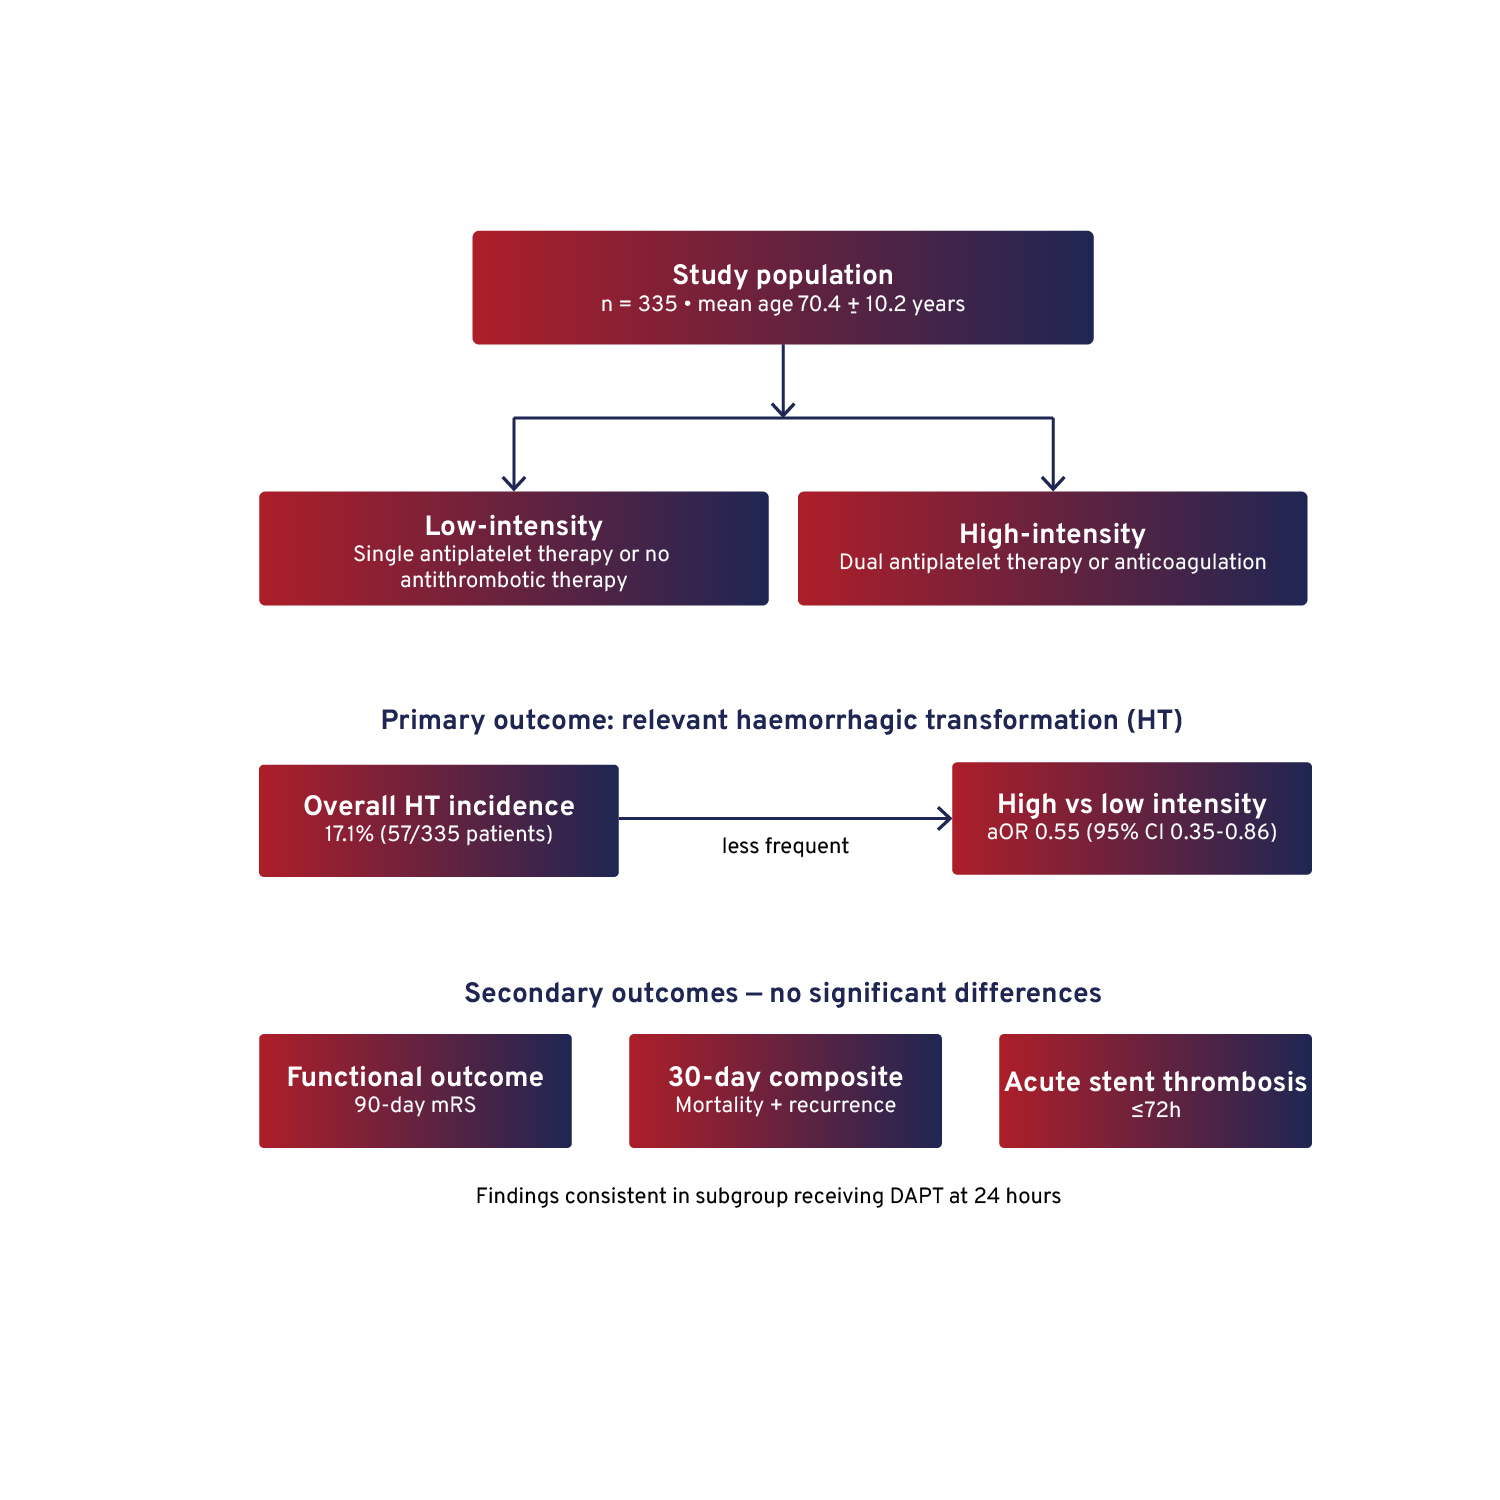 Study population
n = 335 • mean age 70.4 ± 10.2 years
Low-intensity
Single antiplatelet therapy or no
antithrombotic therapy
High-intensity
Dual antiplatelet therapy or anticoagulation
Primary outcome: relevant haemorrhagic transformation (HT)
Overall HT incidence
17.1% (57/335 patients)
less frequent
High vs low intensity
aOR 0.55 (95% CI 0.35-0.86)
Secondary outcomes – no significant differences
Functional outcome
90-day mRS
30-day composite
Mortality + recurrence
Acute stent thrombosis
≤72h
Findings consistent in subgroup receiving DAPT at 24 hours